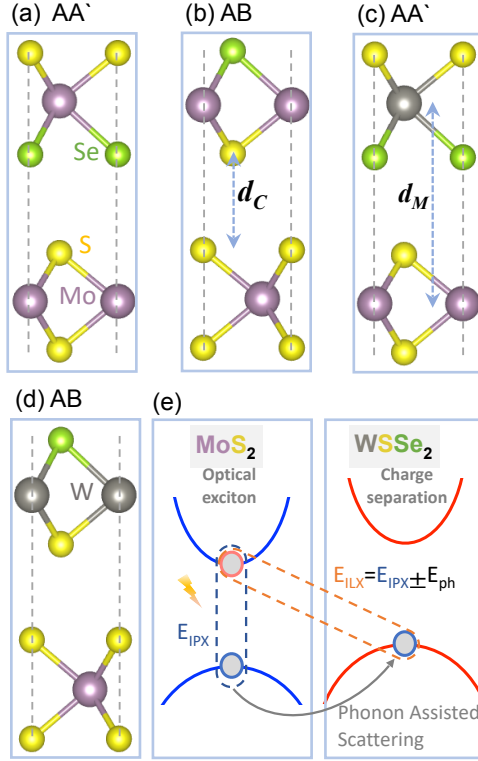 (a) AA`
(b) AB
(c) AA`
Se
S
Mo
d_C
d_M
(d) AB
(e)
W
MoS₂
Optical
exciton
WSSe₂
Charge
separation
E_IPX
E_ILX=E_IPX±E_ph
Phonon Assisted
Scattering